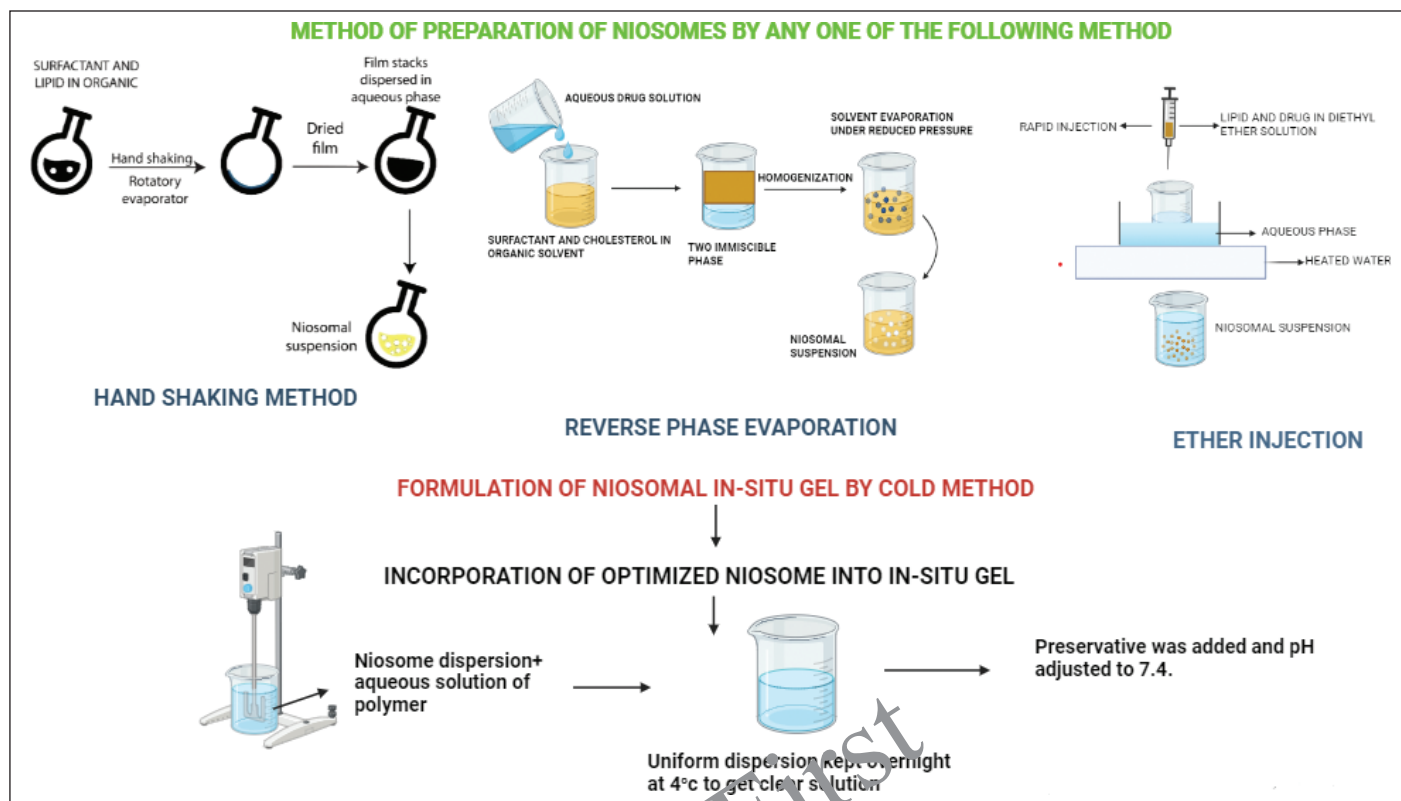 METHOD OF PREPARATION OF NIOSOMES BY ANY ONE OF THE FOLLOWING METHOD
SURFACTANT AND
LIPID IN ORGANIC
Hand shaking
Rotatory
evaporator
Dried
film
Film stacks
dispersed in
aqueous phase
Niosomal
suspension
HAND SHAKING METHOD
AQUEOUS DRUG SOLUTION
SURFACTANT AND CHOLESTEROL IN
ORGANIC SOLVENT
TWO IMMISCIBLE
PHASE
HOMOGENIZATION
SOLVENT EVAPORATION
UNDER REDUCED PRESSURE
NIOSOMAL
SUSPENSION
REVERSE PHASE EVAPORATION
RAPID INJECTION
LIPID AND DRUG IN DIETHYL
ETHER SOLUTION
AQUEOUS PHASE
HEATED WATER
NIOSOMAL SUSPENSION
ETHER INJECTION
FORMULATION OF NIOSOMAL IN-SITU GEL BY COLD METHOD
INCORPORATION OF OPTIMIZED NIOSOME INTO IN-SITU GEL
Niosome dispersion+
aqueous solution of
polymer
Uniform dispersion kept overnight
at 4°c to get clear solution
Preservative was added and pH
adjusted to 7.4.
First